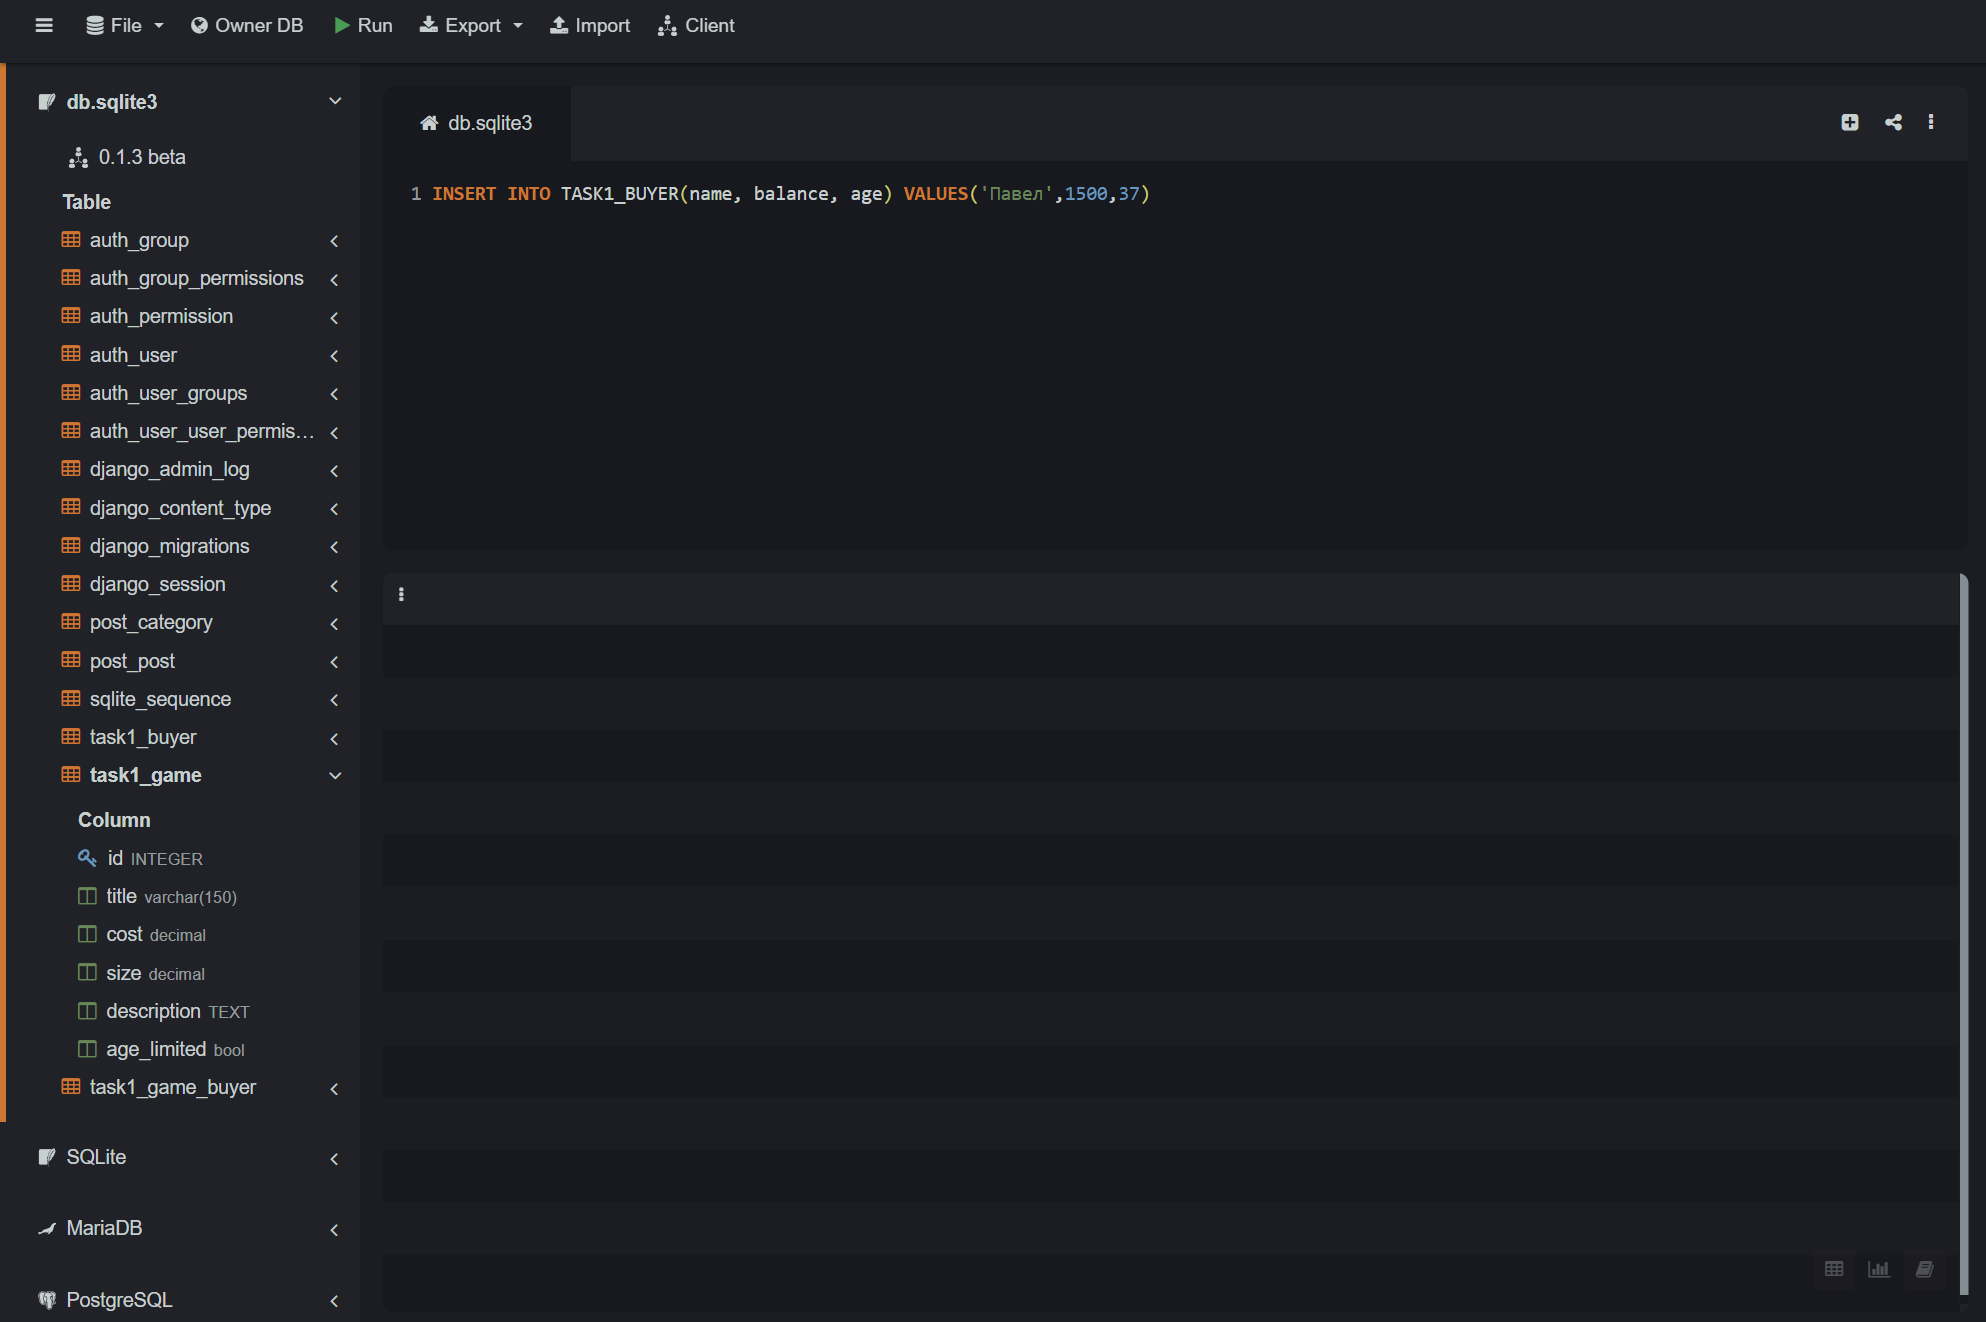 File Owner DB Run Export Import Client
db.sqlite3
0.1.3 beta
Table
auth_group
auth_group_permissions
auth_permission
auth_user
auth_user_groups
auth_user_user_permis...
django_admin_log
django_content_type
django_migrations
django_session
post_category
post_post
sqlite_sequence
task1_buyer
task1_game
Column
id INTEGER
title varchar(150)
cost decimal
size decimal
description TEXT
age_limited bool
task1_game_buyer
SQLite
MariaDB
PostgreSQL
db.sqlite3
1 INSERT INTO TASK1_BUYER(name, balance, age) VALUES('Павел',1500,37)